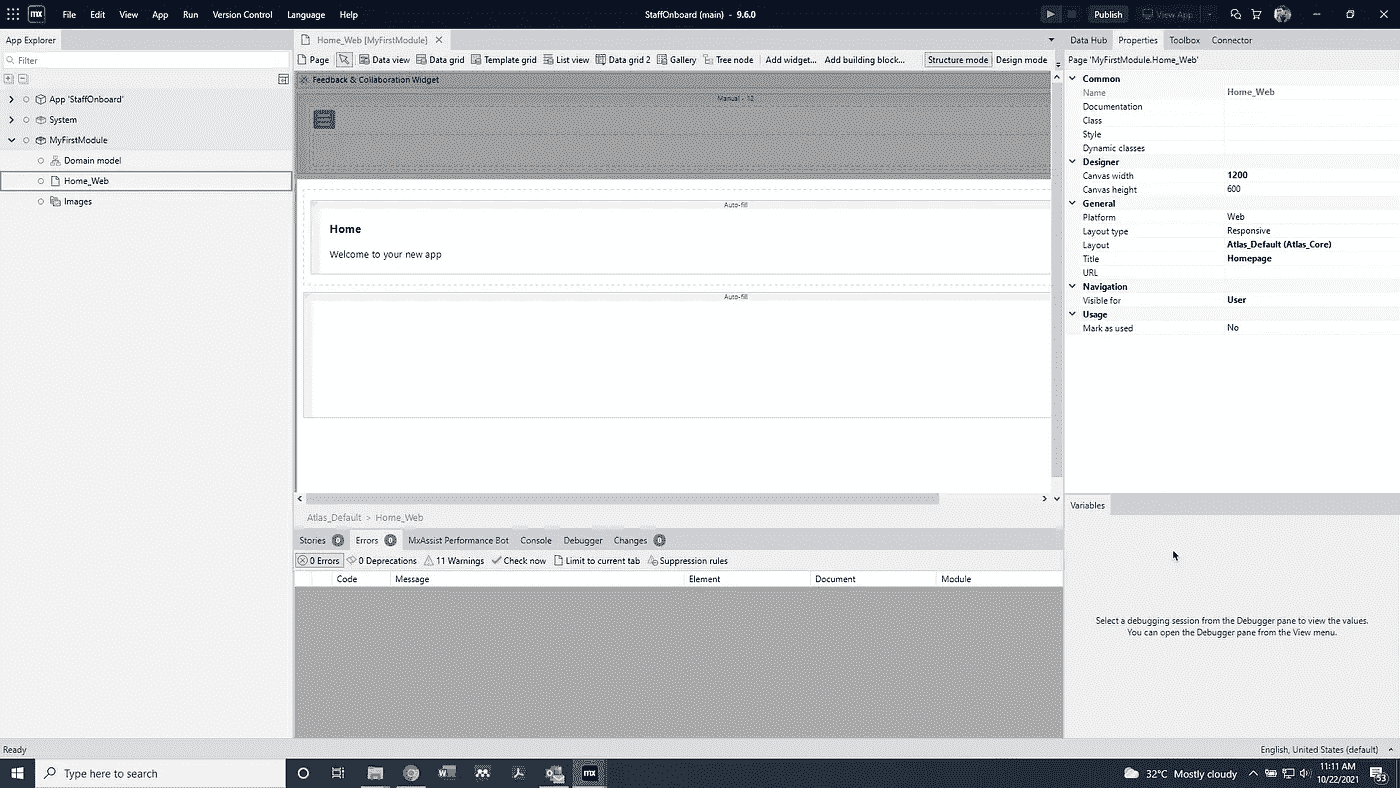 mx File Edit View App Run Version Control Language Help StaffOnboard (main) - 9.6.0 Publish View App
App Explorer
Filter
App 'StaffOnboard'
System
MyFirstModule
Domain model
Home_Web
Images
Home_Web [MyFirstModule]
Page Data view Data grid Template grid List view Data grid 2 Gallery Tree node Add widget... Add building block... Structure mode Design mode
Feedback & Collaboration Widget
Manual - 12
Auto-fill
Home
Welcome to your new app
Auto-fill
Atlas_Default > Home_Web
Stories 0 Errors 0 MxAssist Performance Bot Console Debugger Changes 0
0 Errors 0 Deprecations 11 Warnings Check now Limit to current tab Suppression rules
Code Message Element Document Module
Data Hub Properties Toolbox Connector
Page 'MyFirstModule.Home_Web'
Common
Name Home_Web
Documentation
Class
Style
Dynamic classes
Designer
Canvas width 1200
Canvas height 600
General
Platform Web
Layout type Responsive
Layout Atlas_Default (Atlas_Core)
Title Homepage
URL
Navigation
Visible for User
Usage
Mark as used No
Variables
Select a debugging session from the Debugger pane to view the values.
You can open the Debugger pane from the View menu.
Ready English, United States (default)
Type here to search mx 32°C Mostly cloudy 11:11 AM
10/22/2021 53